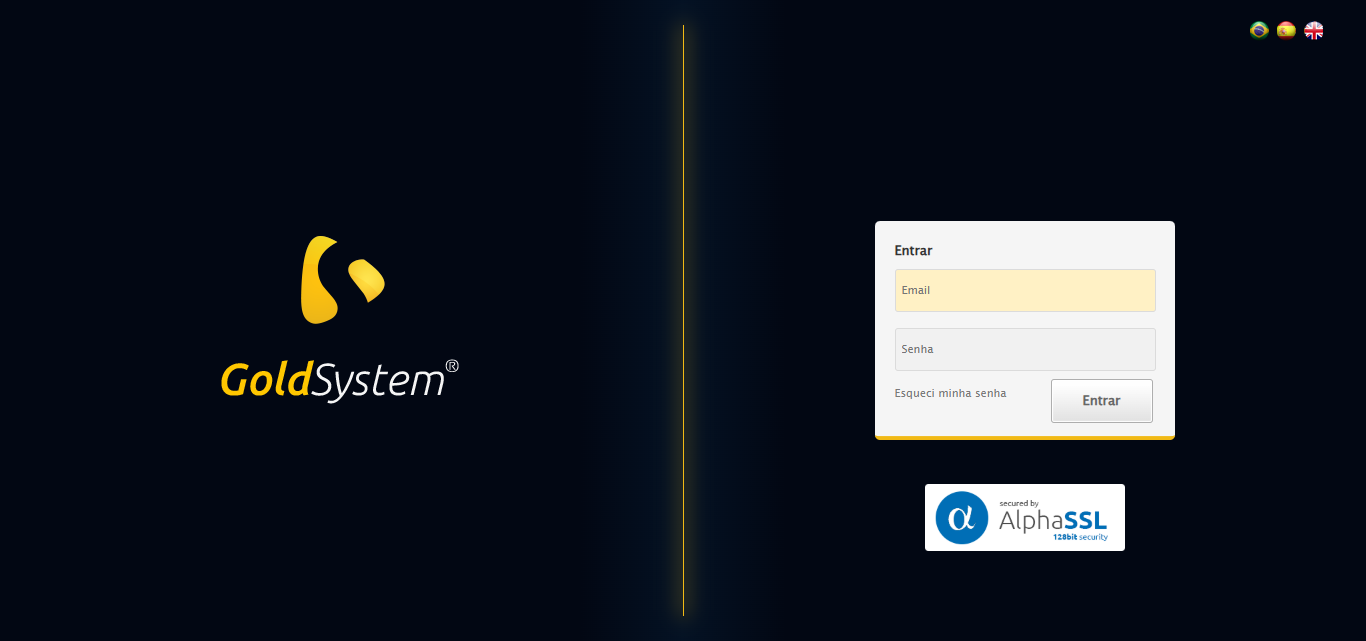 GoldSystem®
Entrar
Email
Senha
Esqueci minha senha
Entrar
α
secured by
AlphaSSL
128bit security